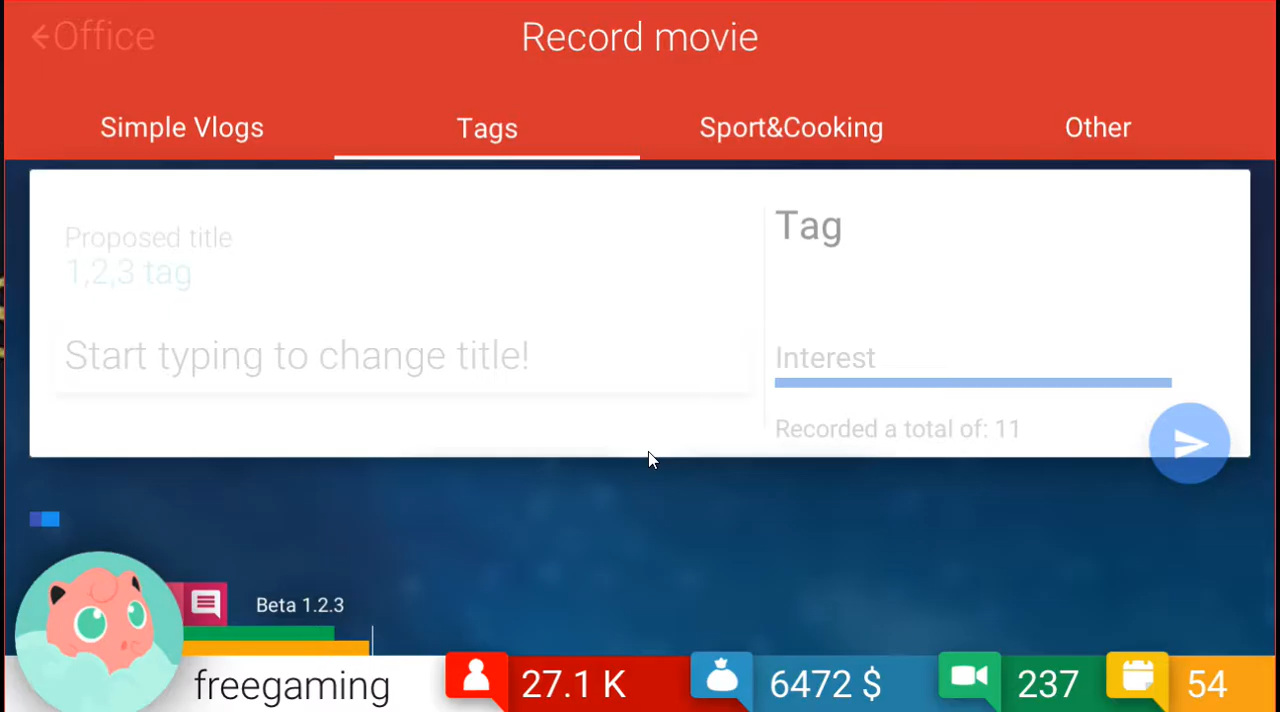 Office
Record movie
Simple Vlogs
Tags
Sport&Cooking
Other
Proposed title
1,2,3 tag
Start typing to change title!
Tag
Interest
Recorded a total of: 11
Beta 1.2.3
freegaming
27.1 K
6472 $
237
54